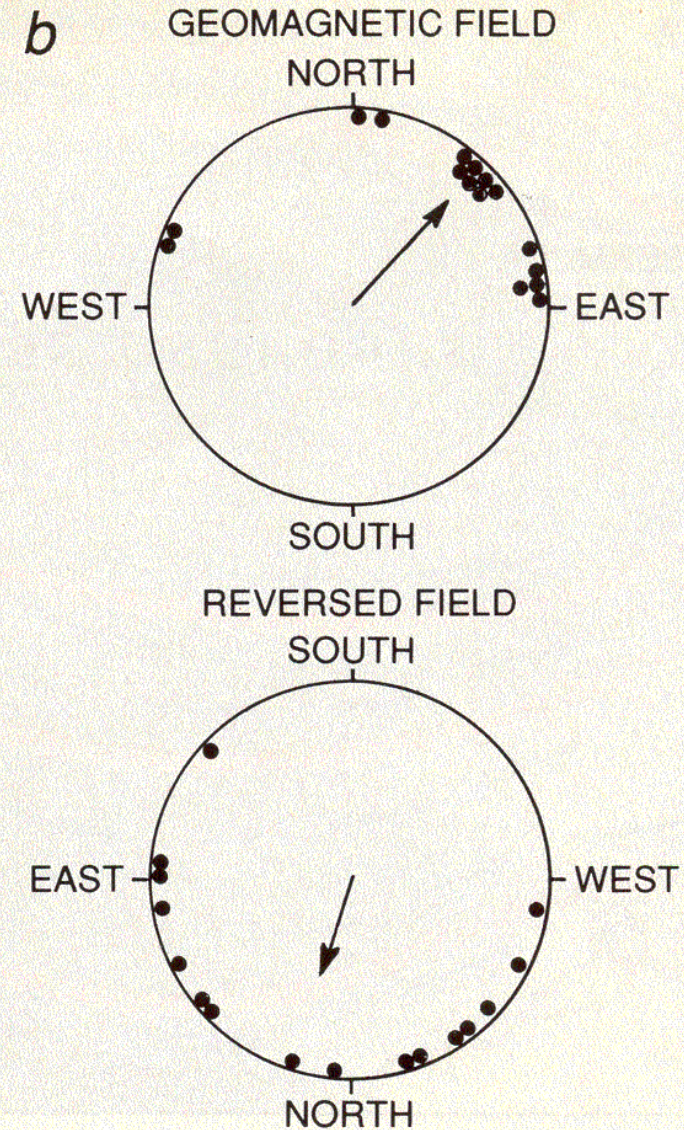 b
GEOMAGNETIC FIELD
NORTH
WEST
EAST
SOUTH
REVERSED FIELD
SOUTH
EAST
WEST
NORTH